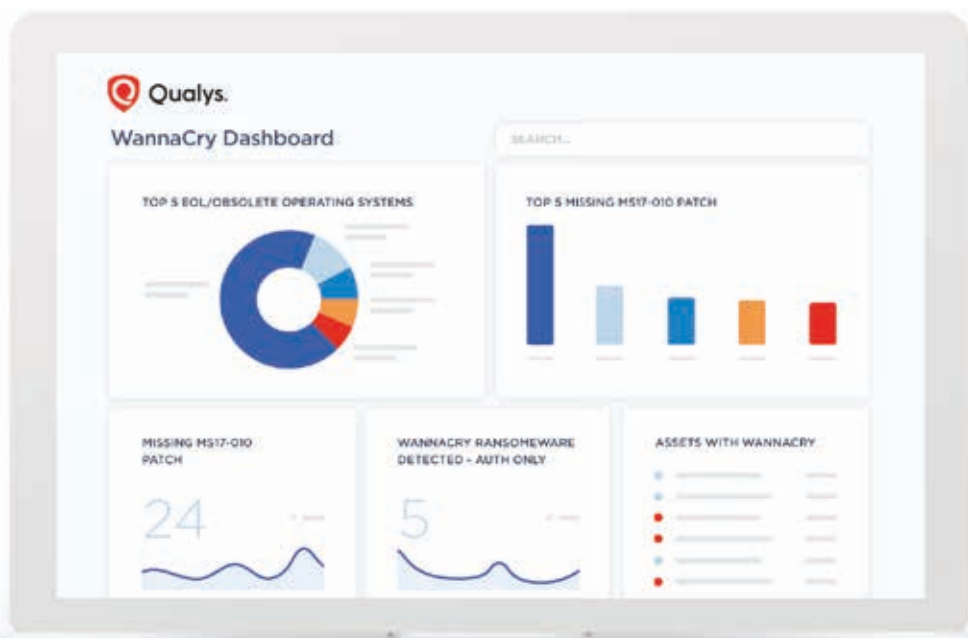 Qualys.
WannaCry Dashboard
SEARCH...
TOP 5 EOL/OBSOLETE OPERATING SYSTEMS
TOP 5 MISSING MS17-010 PATCH
MISSING MS17-010
PATCH
24
WANNACRY RANSOMEWARE
DETECTED - AUTH ONLY
5
ASSETS WITH WANNACRY